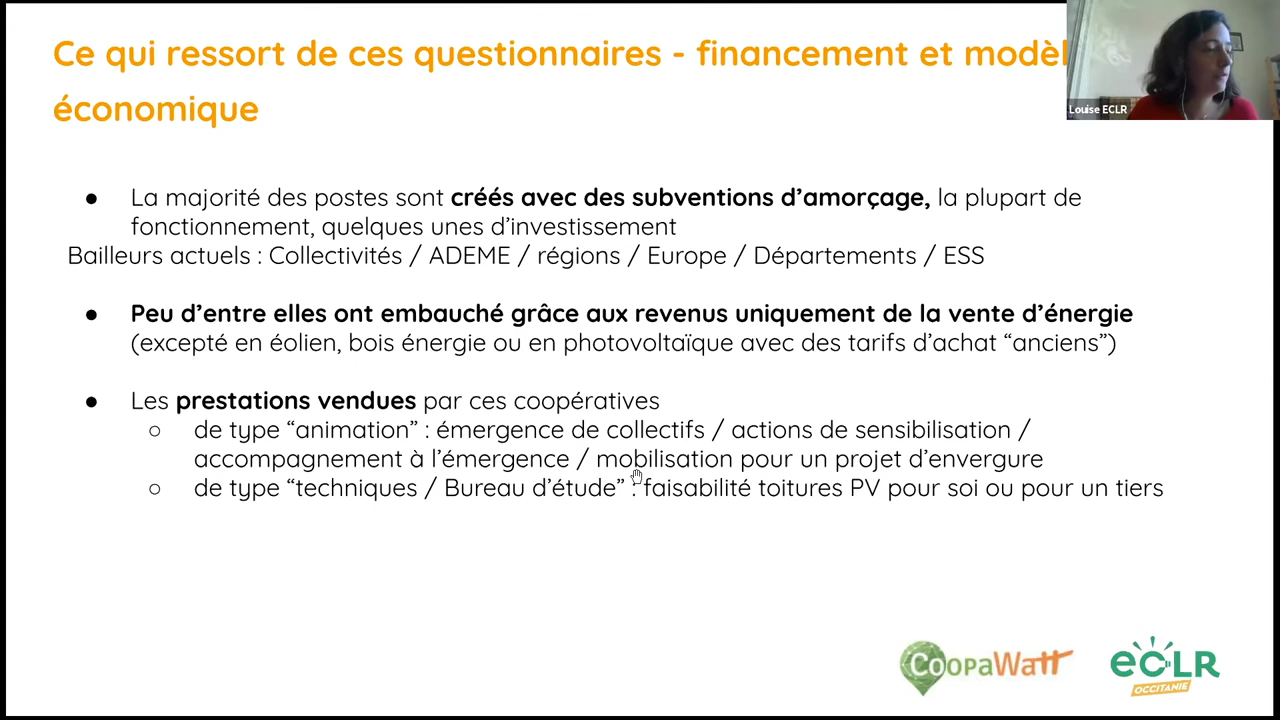 Ce qui ressort de ces questionnaires - financement et modèl
économique
Louise ECLR
● La majorité des postes sont créés avec des subventions d’amorçage, la plupart de
fonctionnement, quelques unes d’investissement
Bailleurs actuels : Collectivités / ADEME / régions / Europe / Départements / ESS
● Peu d’entre elles ont embauché grâce aux revenus uniquement de la vente d’énergie
(excepté en éolien, bois énergie ou en photovoltaïque avec des tarifs d’achat “anciens”)
● Les prestations vendues par ces coopératives
○ de type “animation” : émergence de collectifs / actions de sensibilisation /
accompagnement à l’émergence / mobilisation pour un projet d’envergure
○ de type “techniques / Bureau d’étude” : faisabilité toitures PV pour soi ou pour un tiers
CoopaWatt
eCLR
OCCITANIE